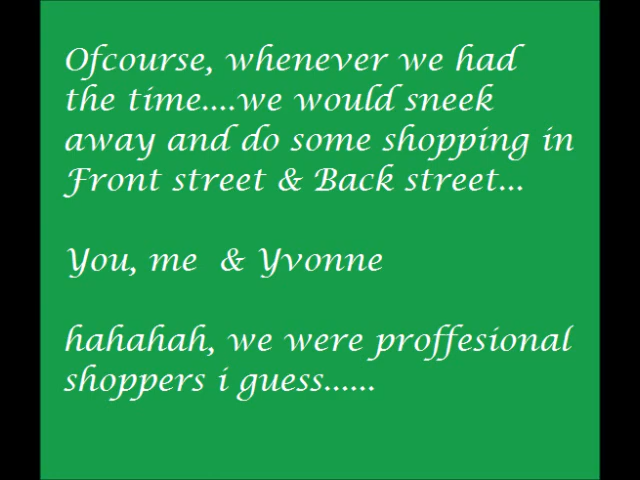 Ofcourse, whenever we had
the time....we would sneek
away and do some shopping in
Front street & Back street...
You, me & Yvonne
hahahah, we were proffesional
shoppers i guess......